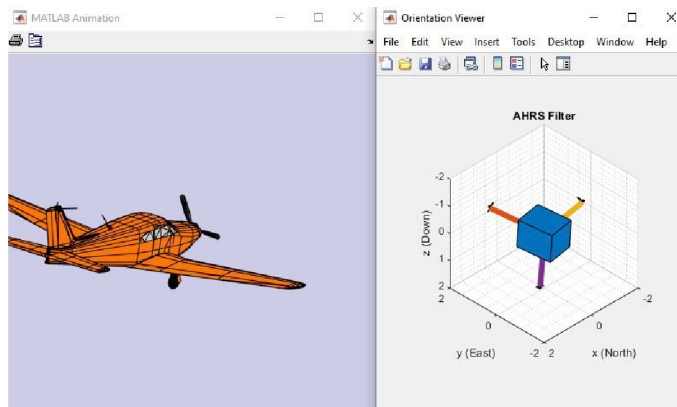 MATLAB Animation
Orientation Viewer
File Edit View Insert Tools Desktop Window Help
AHRS Filter
-2
-1
0
1
2
z (Down)
2
0
-2
y (East)
2
0
-2
x (North)